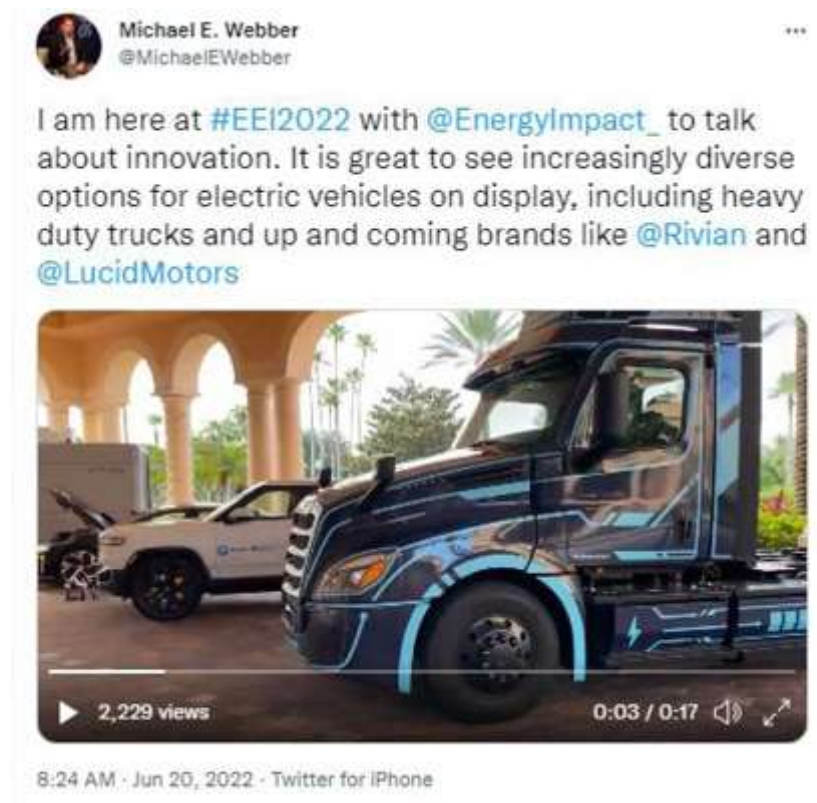 Michael E. Webber
@MichaelEWebber
I am here at #EEI2022 with @EnergyImpact_ to talk
about innovation. It is great to see increasingly diverse
options for electric vehicles on display, including heavy
duty trucks and up and coming brands like @Rivian and
@LucidMotors
2,229 views
0:03 / 0:17
8:24 AM · Jun 20, 2022 · Twitter for iPhone